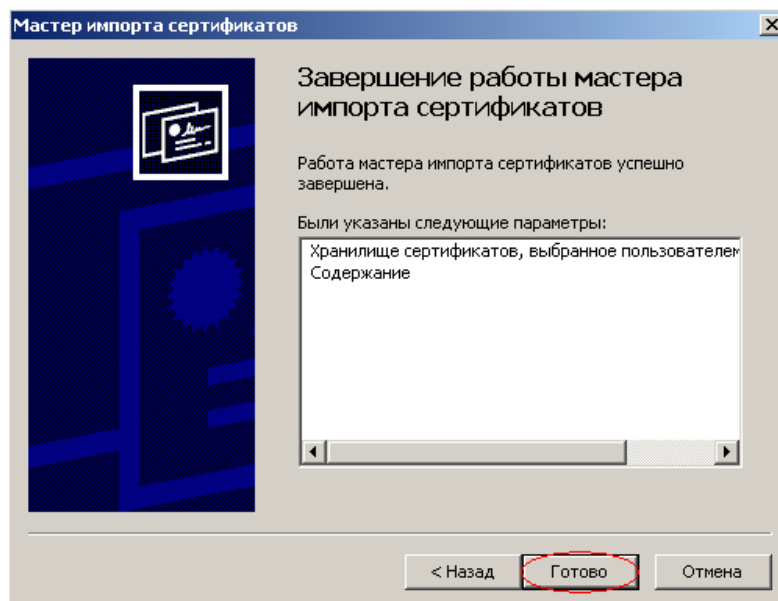 Мастер импорта сертификатов
Завершение работы мастера
импорта сертификатов
Работа мастера импорта сертификатов успешно
завершена.
Были указаны следующие параметры:
Хранилище сертификатов, выбранное пользователем
Содержание
< Назад
Готово
Отмена